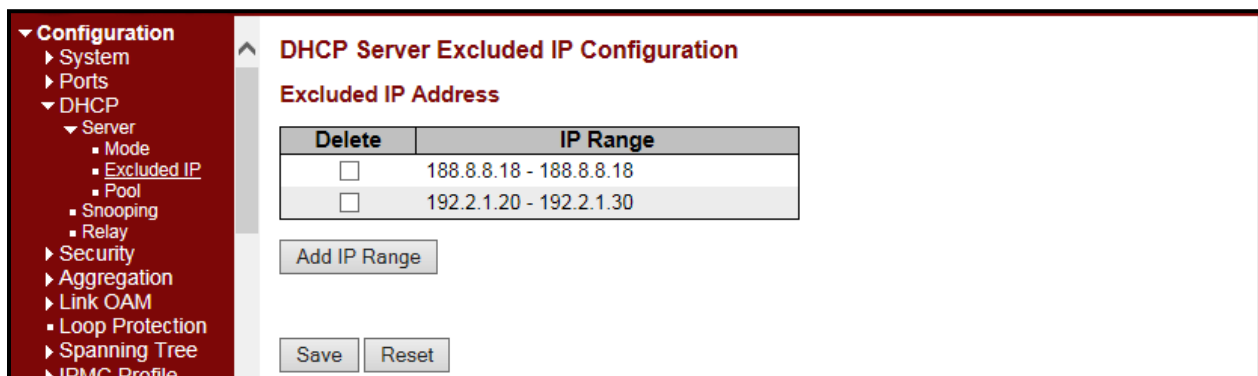 Configuration
System
Ports
DHCP
Server
Mode
Excluded IP
Pool
Snooping
Relay
Security
Aggregation
Link OAM
Loop Protection
Spanning Tree
IPMC Profile
DHCP Server Excluded IP Configuration
Excluded IP Address
Delete IP Range
188.8.8.18 - 188.8.8.18
192.2.1.20 - 192.2.1.30
Add IP Range
Save Reset